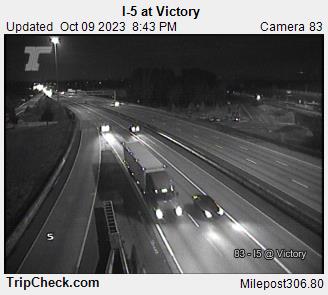 I-5 at Victory
Updated Oct 09 2023 8:43 PM Camera 83
T
S
83 - I5 @ Victory
TripCheck.com Milepost306.80